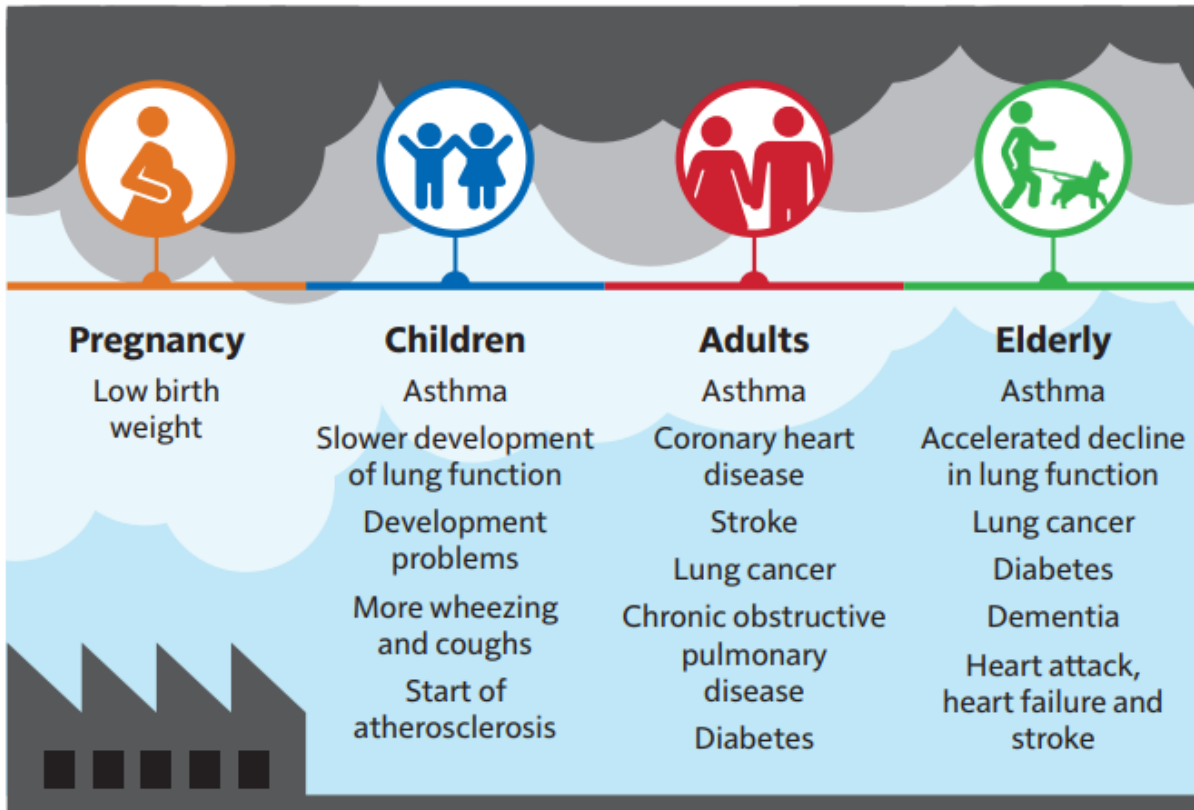 Pregnancy
Low birth
weight
Children
Asthma
Slower development
of lung function
Development
problems
More wheezing
and coughs
Start of
atherosclerosis
Adults
Asthma
Coronary heart
disease
Stroke
Lung cancer
Chronic obstructive
pulmonary
disease
Diabetes
Elderly
Asthma
Accelerated decline
in lung function
Lung cancer
Diabetes
Dementia
Heart attack,
heart failure and
stroke